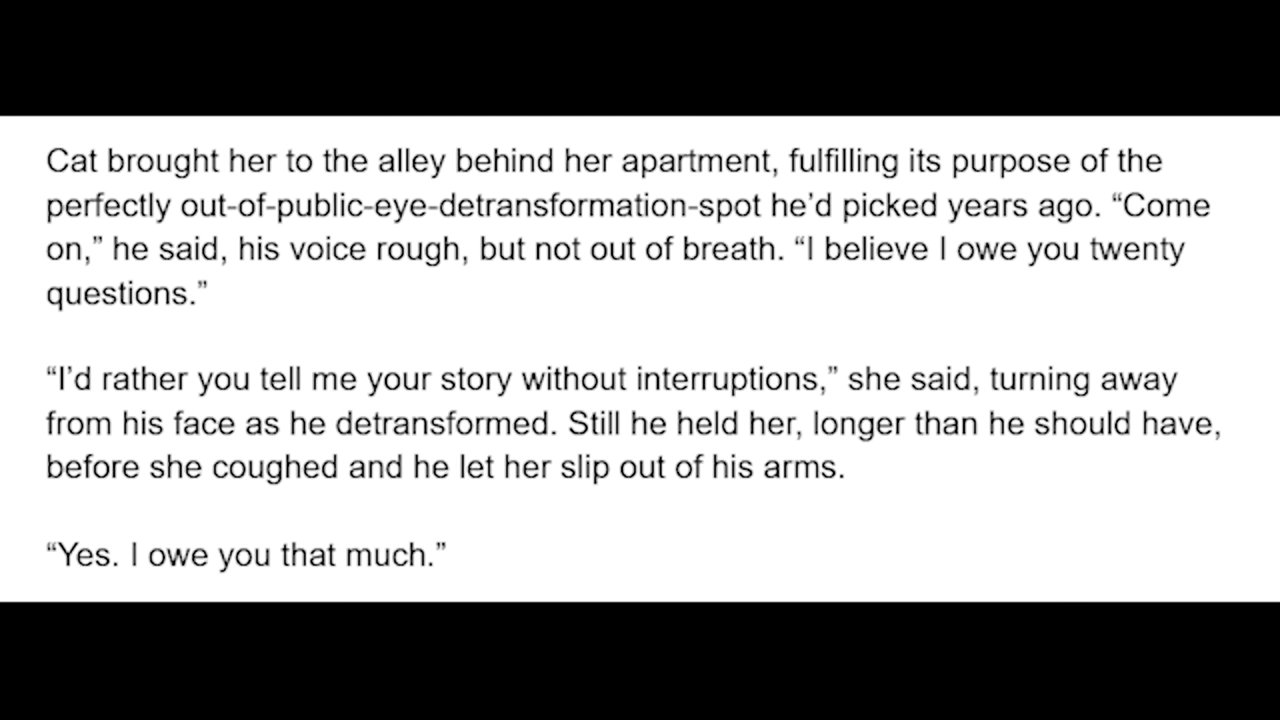 Cat brought her to the alley behind her apartment, fulfilling its purpose of the
perfectly out-of-public-eye-detransformation-spot he’d picked years ago. “Come
on,” he said, his voice rough, but not out of breath. “I believe I owe you twenty
questions.”
“I’d rather you tell me your story without interruptions,” she said, turning away
from his face as he detransformed. Still he held her, longer than he should have,
before she coughed and he let her slip out of his arms.
“Yes. I owe you that much.”